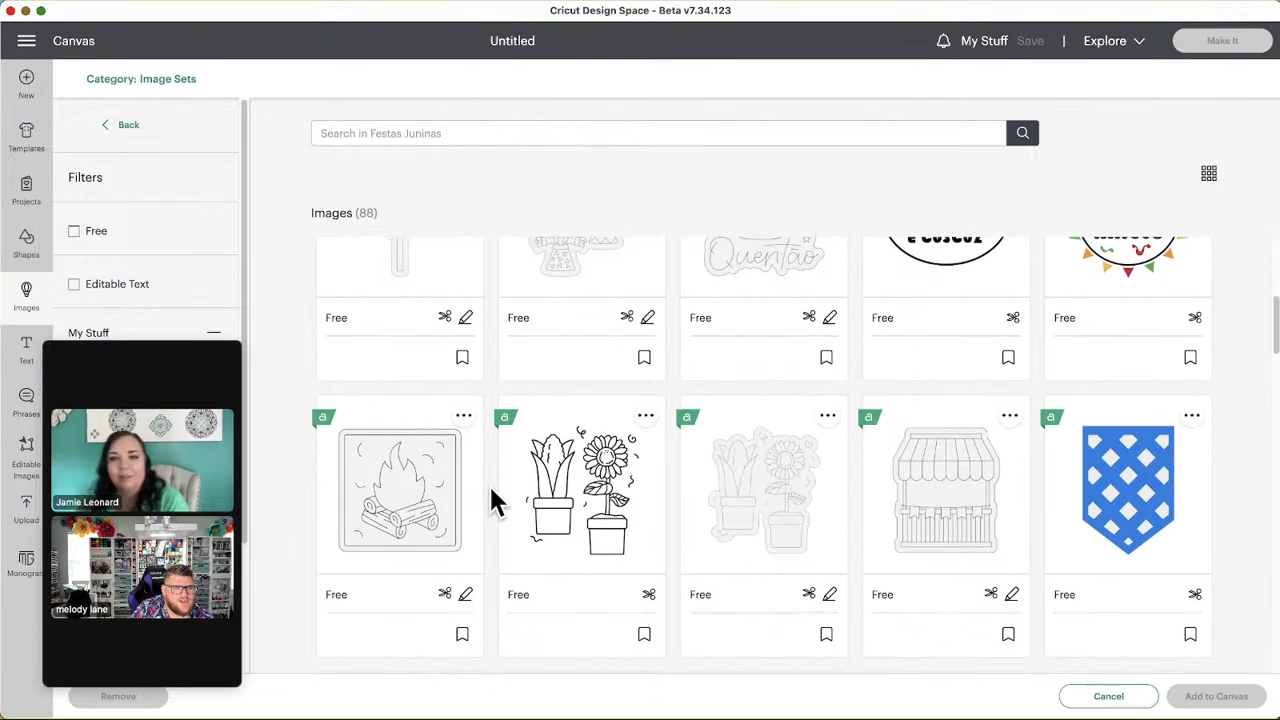 Cricut Design Space - Beta v7.34.123
Canvas
Untitled
My Stuff
Save
|
Explore
Make It
Category: Image Sets
New
Templates
Projects
Shapes
Images
Text
Phrases
Editable
Images
Upload
Monogram
Back
Filters
Free
Editable Text
My Stuff
Search in Festas Juninas
Images (88)
Quentão
E CUSCUZ
Free
Free
Free
Free
Free
a
a
a
a
a
Free
Free
Free
Free
Free
Jamie Leonard
melody lane
Remove
Cancel
Add to Canvas